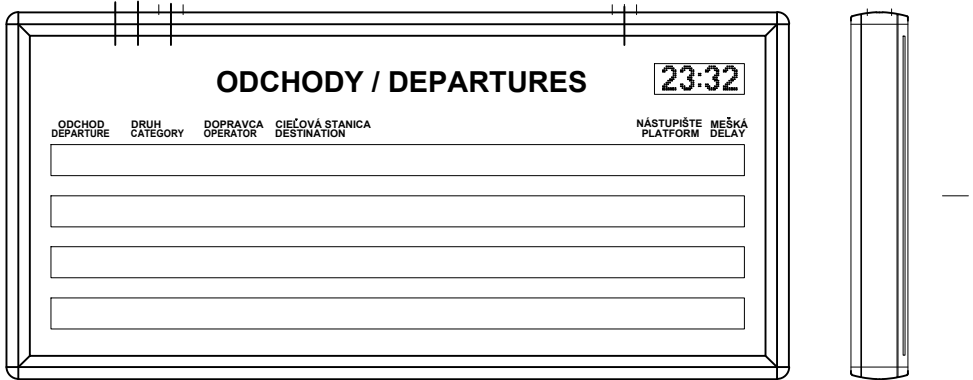 ODCHODY / DEPARTURES 23:32
ODCHOD DRUH DOPRAVCA CIEĽOVÁ STANICA NÁSTUPIŠTE MEŠKÁ
DEPARTURE CATEGORY OPERATOR DESTINATION PLATFORM DELAY